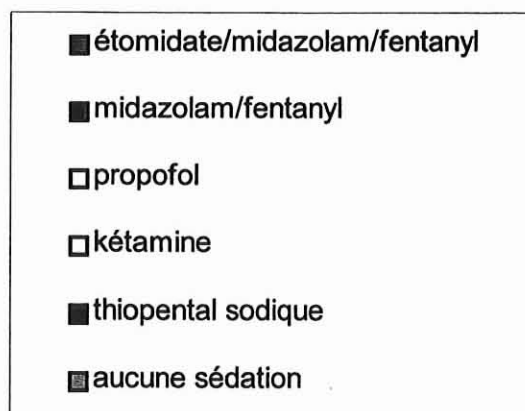 étomidate/midazolam/fentanyl
midazolam/fentanyl
propofol
kétamine
thiopental sodique
aucune sédation